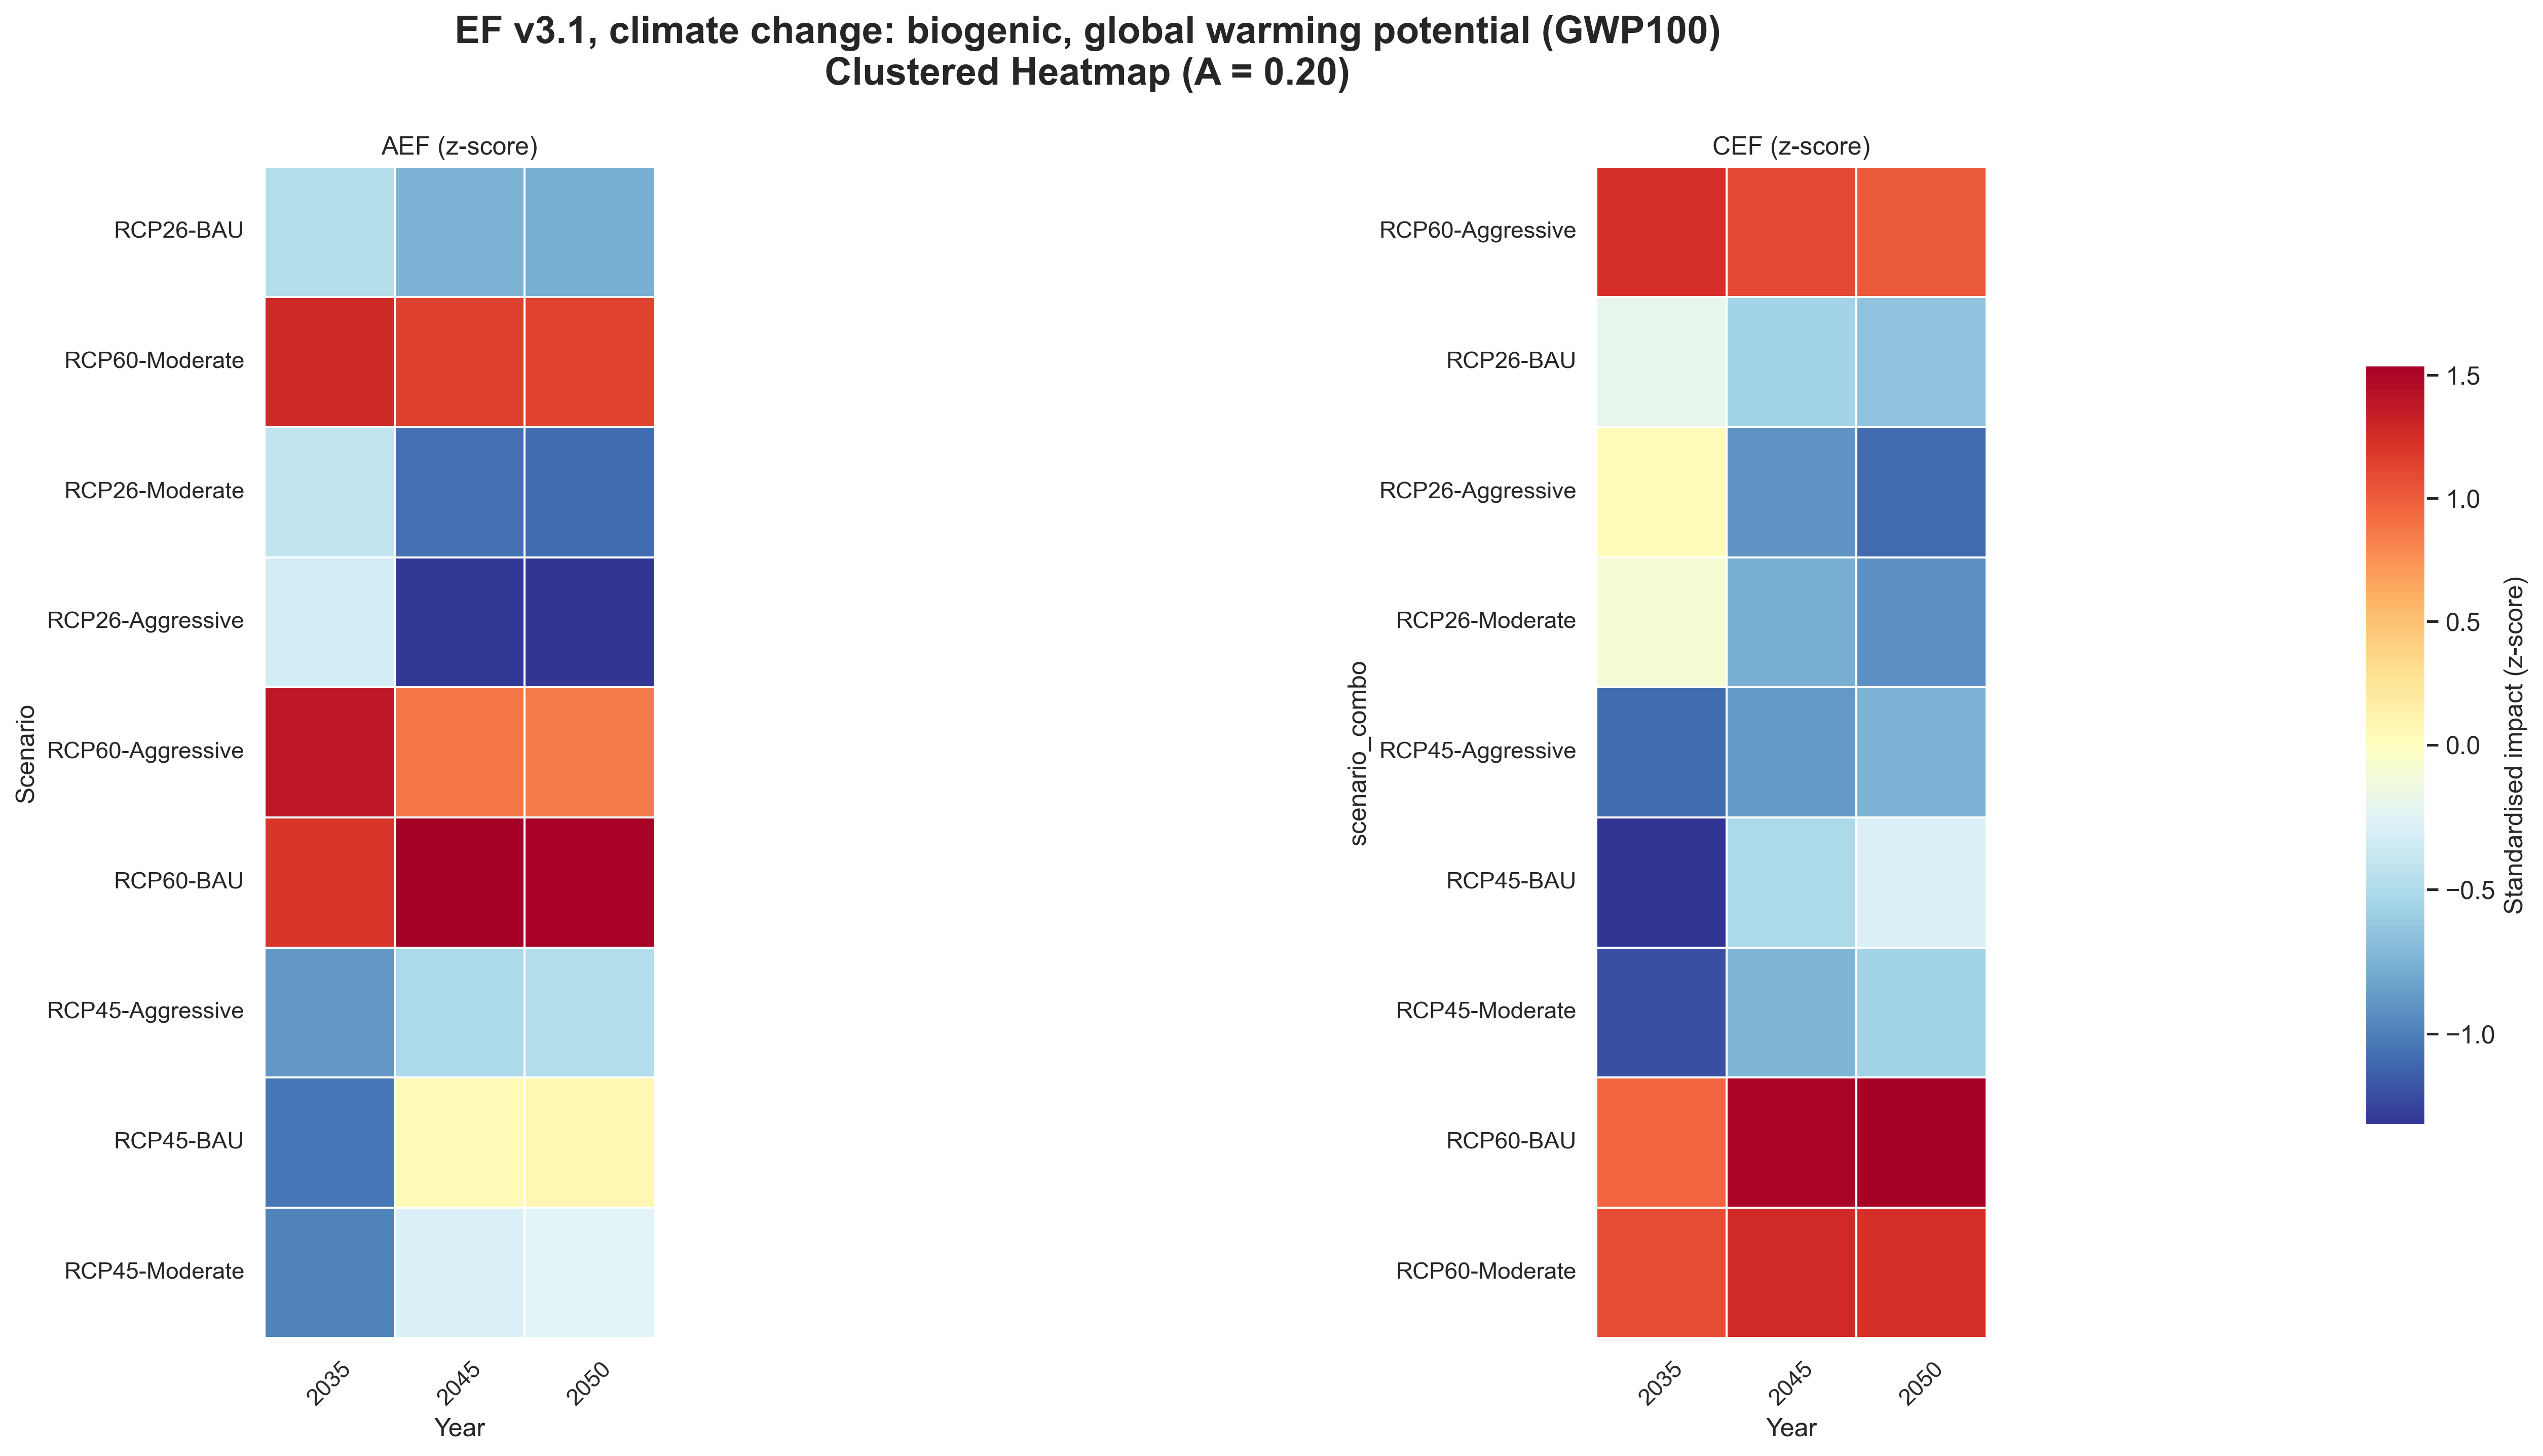 EF v3.1, climate change: biogenic, global warming potential (GWP100)
Clustered Heatmap (A = 0.20)
AEF (z-score)
Scenario
RCP26-BAU
RCP60-Moderate
RCP26-Moderate
RCP26-Aggressive
RCP60-Aggressive
RCP60-BAU
RCP45-Aggressive
RCP45-BAU
RCP45-Moderate
2035
2045
2050
Year
CEF (z-score)
scenario_combo
RCP60-Aggressive
RCP26-BAU
RCP26-Aggressive
RCP26-Moderate
RCP45-Aggressive
RCP45-BAU
RCP45-Moderate
RCP60-BAU
RCP60-Moderate
2035
2045
2050
Year
1.5
1.0
0.5
0.0
−0.5
−1.0
Standardised impact (z-score)